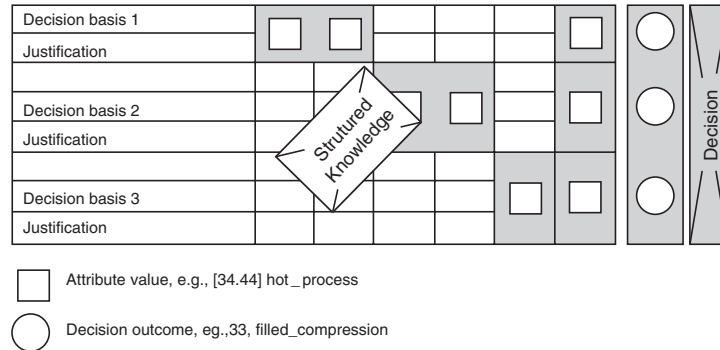 Decision basis 1
Justification
Decision basis 2
Justification
Decision basis 3
Justification
Strutured
Knowledge
Decision
Attribute value, e.g., [34.44] hot_process
Decision outcome, eg.,33, filled_compression